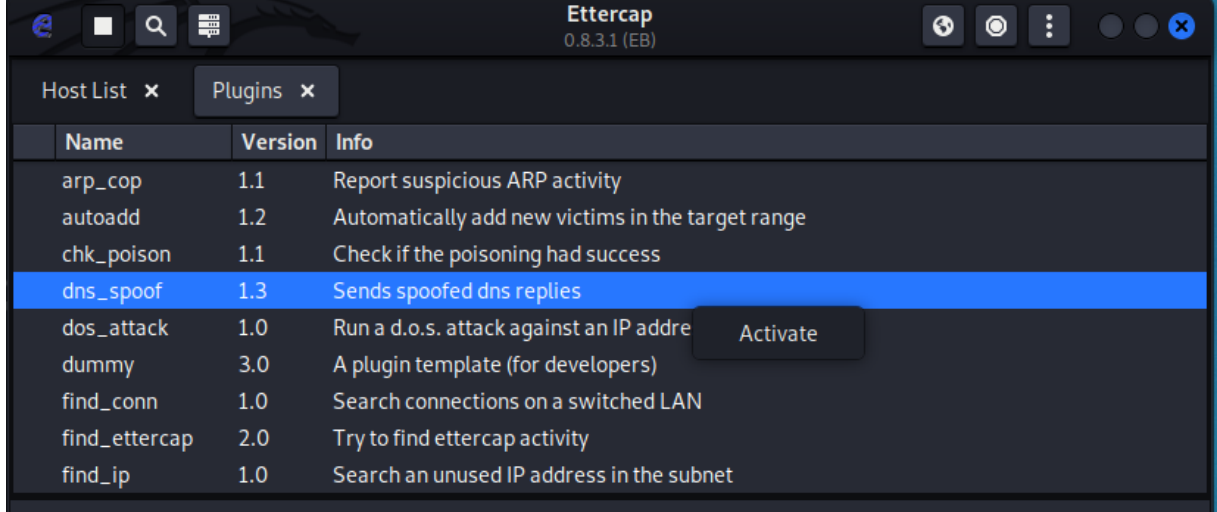 Ettercap
0.8.3.1 (EB)
Host List Plugins
Name Version Info
arp_cop 1.1 Report suspicious ARP activity
autoadd 1.2 Automatically add new victims in the target range
chk_poison 1.1 Check if the poisoning had success
dns_spoof 1.3 Sends spoofed dns replies
dos_attack 1.0 Run a d.o.s. attack against an IP addre
Activate
dummy 3.0 A plugin template (for developers)
find_conn 1.0 Search connections on a switched LAN
find_ettercap 2.0 Try to find ettercap activity
find_ip 1.0 Search an unused IP address in the subnet